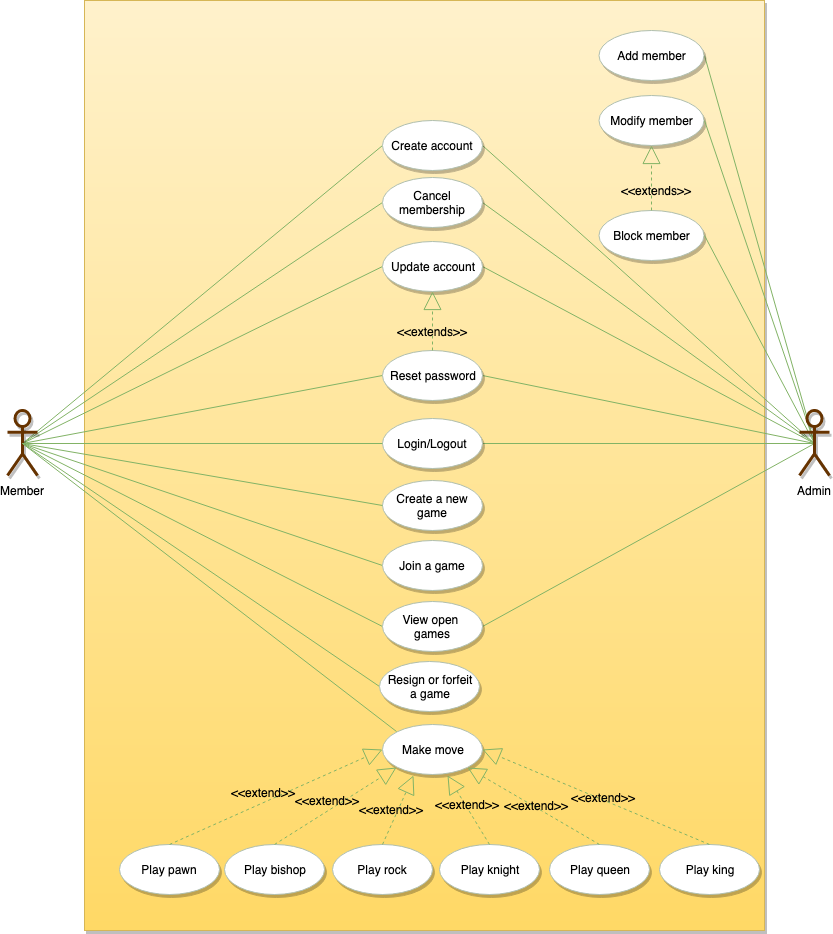 Add member
Modify member
<<extends>>
Block member
Create account
Cancel
membership
Update account
<<extends>>
Reset password
Login/Logout
Member
Admin
Create a new
game
Join a game
View open
games
Resign or forfeit
a game
Make move
<<extend>>
<<extend>>
<<extend>>
<<extend>>
<<extend>>
<<extend>>
Play pawn
Play bishop
Play rock
Play knight
Play queen
Play king